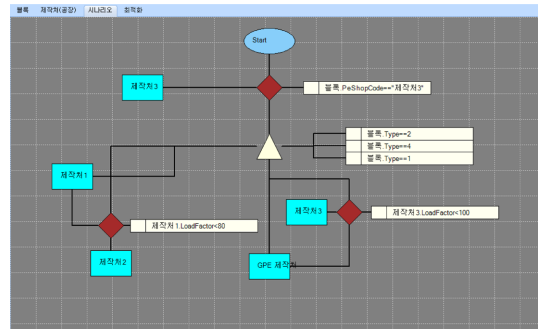 블록 제작처(공장) 시나리오 최적화
Start
제작처3
블록.PeShopCode=="제작처3"
블록.Type==2
블록.Type==4
블록.Type==1
제작처1
제작처3
제작처3.LoadFactor<100
제작처1.LoadFactor<80
제작처2
GPE 제작처